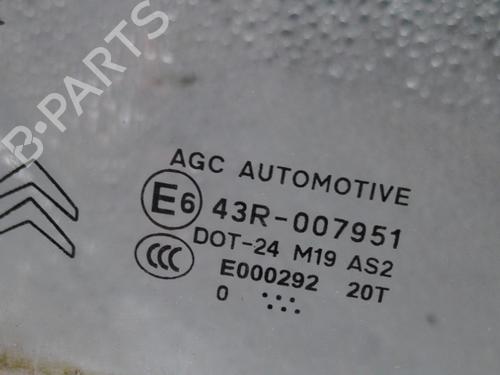 B-PARTS
AGC AUTOMOTIVE
E6 43R-007951
DOT-24 M19 AS2
CCC
E000292 20T
0